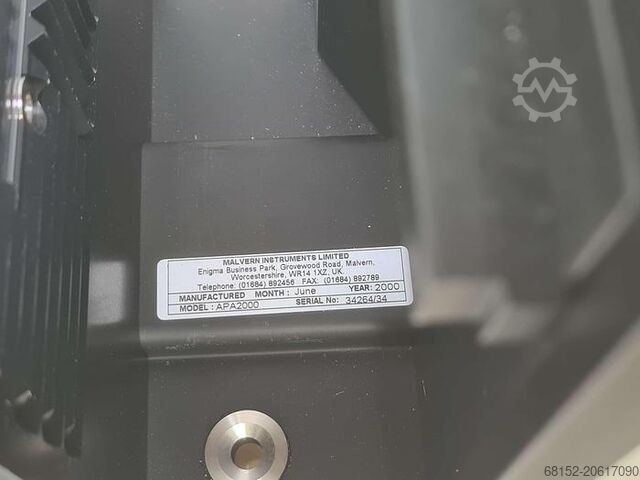 MALVERN INSTRUMENTS LIMITED
Enigma Business Park, Grovewood Road, Malvern,
Worcestershire, WR14 1XZ, UK.
Telephone: (01684) 892456 FAX: (01684) 892789
MANUFACTURED MONTH: June YEAR: 2000
MODEL: APA2000 SERIAL No: 34264/34
68152-20617090